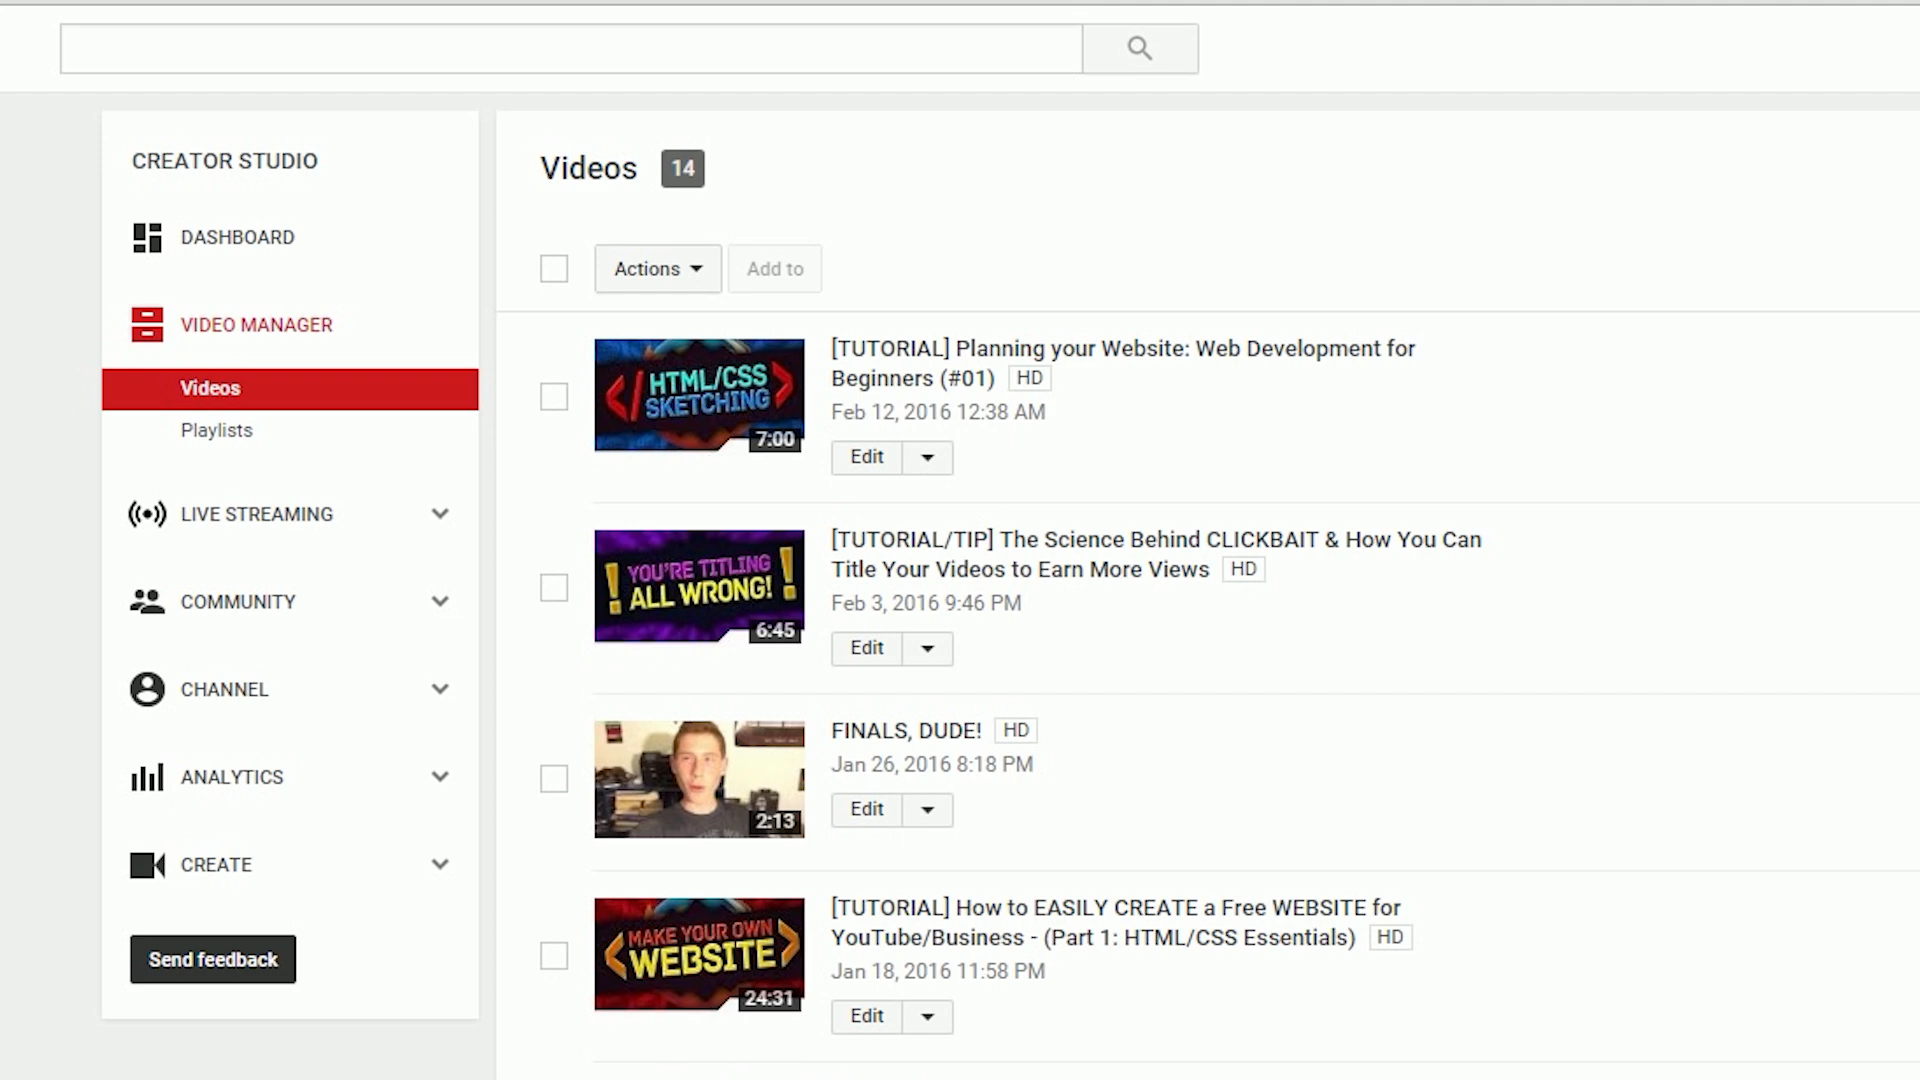 CREATOR STUDIO
DASHBOARD
VIDEO MANAGER
Videos
Playlists
LIVE STREAMING
COMMUNITY
CHANNEL
ANALYTICS
CREATE
Send feedback
Videos 14
Actions Add to
</ HTML/CSS >
SKETCHING
7:00
[TUTORIAL] Planning your Website: Web Development for
Beginners (#01) HD
Feb 12, 2016 12:38 AM
Edit
! YOU'RE TITLING !
ALL WRONG!
6:45
[TUTORIAL/TIP] The Science Behind CLICKBAIT & How You Can
Title Your Videos to Earn More Views HD
Feb 3, 2016 9:46 PM
Edit
2:13
FINALS, DUDE! HD
Jan 26, 2016 8:18 PM
Edit
< MAKE YOUR OWN >
WEBSITE
24:31
[TUTORIAL] How to EASILY CREATE a Free WEBSITE for
YouTube/Business - (Part 1: HTML/CSS Essentials) HD
Jan 18, 2016 11:58 PM
Edit